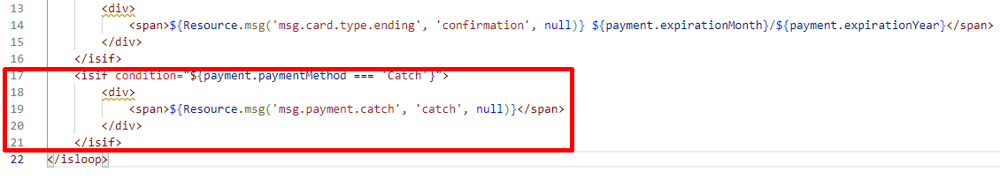 13 <div>
14 <span>${Resource.msg('msg.card.type.ending', 'confirmation', null)} ${payment.expirationMonth}/${payment.expirationYear}</span>
15 </div>
16 </isif>
17 <isif condition="${payment.paymentMethod === 'Catch'}">
18 <div>
19 <span>${Resource.msg('msg.payment.catch', 'catch', null)}</span>
20 </div>
21 </isif>
22 </isloop>